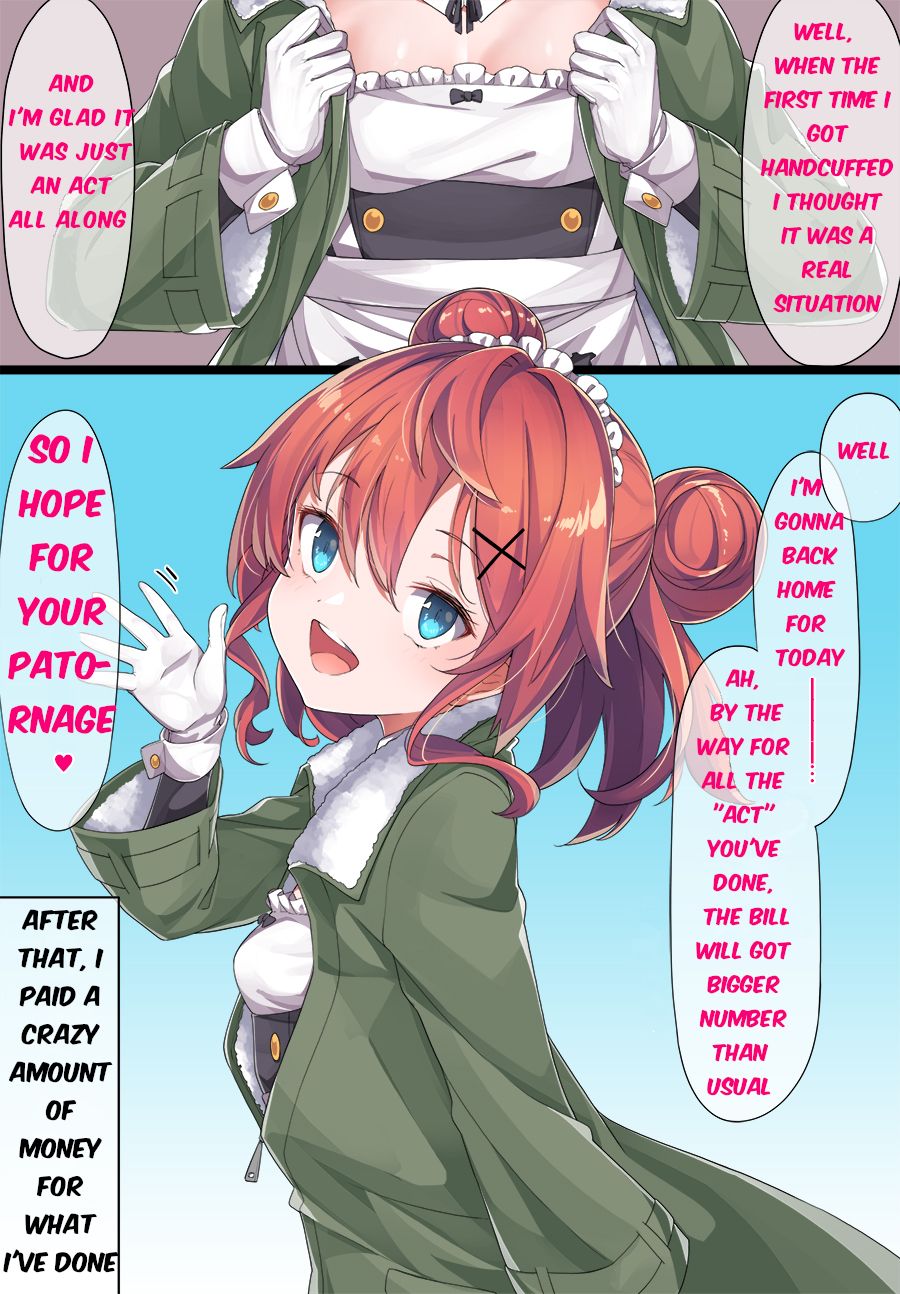 WELL,
WHEN THE
FIRST TIME I
GOT
HANDCUFFED
I THOUGHT
IT WAS A
REAL
SITUATION
AND
I'M GLAD IT
WAS JUST
AN ACT
ALL ALONG
WELL
I'M
GONNA
BACK
HOME
FOR
TODAY
AH,
BY THE
WAY FOR
ALL THE
"ACT"
YOU'VE
DONE,
THE BILL
WILL GOT
BIGGER
NUMBER
THAN
USUAL
SO I
HOPE
FOR
YOUR
PATO-
RNAGE
♥
AFTER
THAT, I
PAID A
CRAZY
AMOUNT
OF
MONEY
FOR
WHAT
I'VE DONE